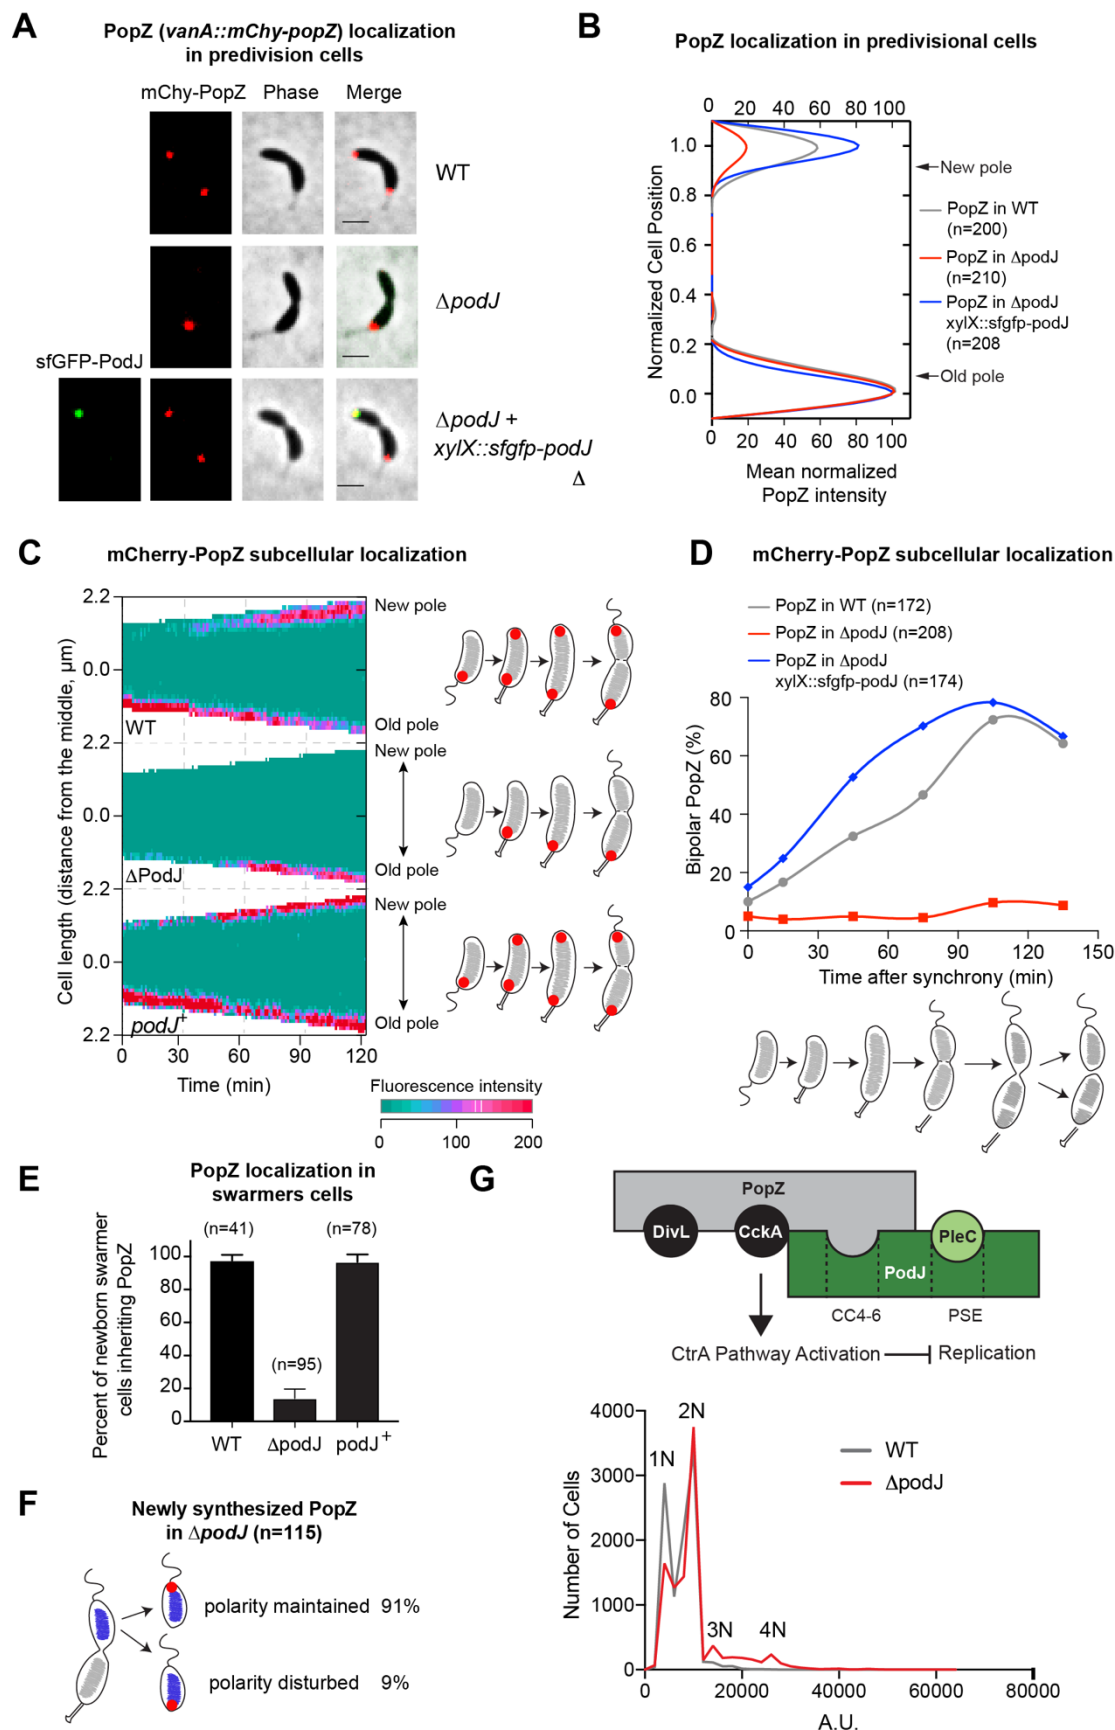 A
PopZ (vanA::mChy-popZ) localization
in predivision cells
mChy-PopZ Phase Merge
WT
ΔpodJ
sfGFP-PodJ
ΔpodJ +
xylX::sfgfp-podJ
Δ
B
PopZ localization in predivisional cells
0 20 40 60 80 100
Normalized Cell Position
1.0
0.8
0.6
0.4
0.2
0.0
New pole
PopZ in WT
(n=200)
PopZ in ΔpodJ
(n=210)
PopZ in ΔpodJ
xylX::sfgfp-podJ
(n=208
Old pole
0 20 40 60 80 100
Mean normalized
PopZ intensity
C
mCherry-PopZ subcellular localization
Cell length (distance from the middle, μm)
2.2
New pole
0.0
Old pole
WT
2.2
New pole
0.0
Old pole
ΔPodJ
2.2
New pole
0.0
Old pole
podJ+
2.2
0 30 60 90 120
Time (min)
Fluorescence intensity
0 100 200
D
mCherry-PopZ subcellular localization
PopZ in WT (n=172)
PopZ in ΔpodJ (n=208)
PopZ in ΔpodJ
xylX::sfgfp-podJ (n=174)
Bipolar PopZ (%)
80
60
40
20
0
0 30 60 90 120 150
Time after synchrony (min)
E
PopZ localization in
swarmers cells
Percent of newborn swarmer
cells inheriting PopZ
(n=41) (n=78)
(n=95)
100
80
60
40
20
0
WT ΔpodJ podJ+
F
Newly synthesized PopZ
in ΔpodJ (n=115)
polarity maintained 91%
polarity disturbed 9%
G
PopZ
DivL CckA PleC
PodJ
CC4-6 PSE
CtrA Pathway Activation Replication
Number of Cells
4000
3000
2000
1000
0
1N
2N
3N 4N
WT
ΔpodJ
0 20000 40000 60000 80000
A.U.